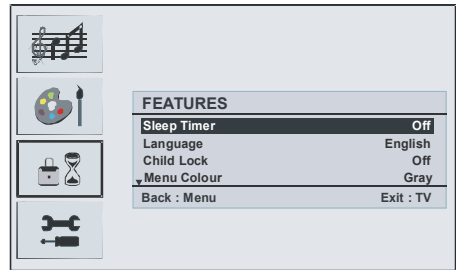 FEATURES
Sleep Timer Off
Language English
Child Lock Off
Menu Colour Gray
Back : Menu Exit : TV